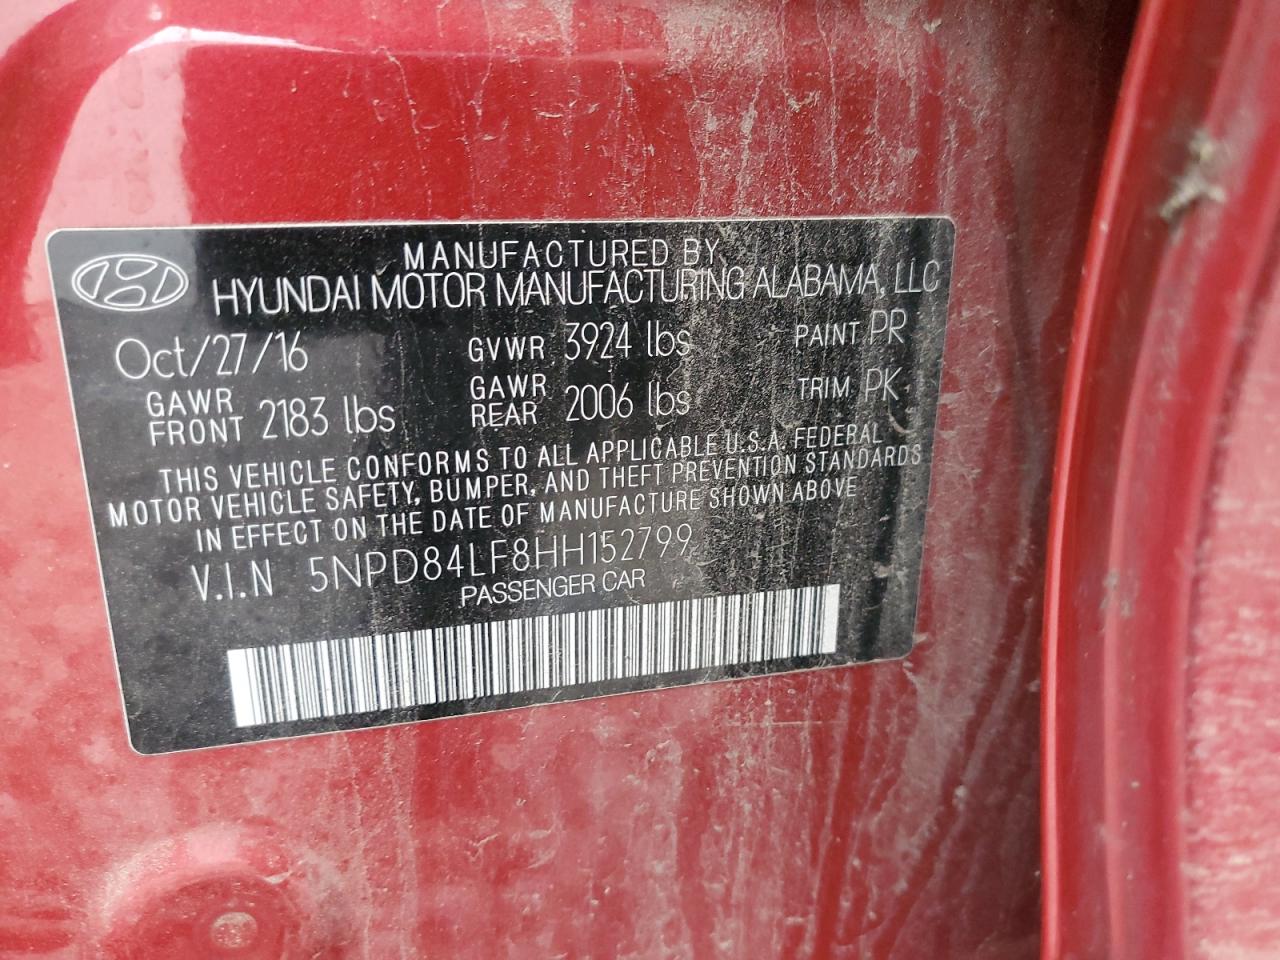 MANUFACTURED BY
HYUNDAI MOTOR MANUFACTURING ALABAMA, LLC
Oct/27/16 GVWR 3924 lbs PAINT PR
GAWR FRONT 2183 lbs GAWR REAR 2006 lbs TRIM PK
THIS VEHICLE CONFORMS TO ALL APPLICABLE U.S.A. FEDERAL
MOTOR VEHICLE SAFETY, BUMPER, AND THEFT PREVENTION STANDARDS
IN EFFECT ON THE DATE OF MANUFACTURE SHOWN ABOVE
V.I.N 5NPD84LF8HH152799
PASSENGER CAR